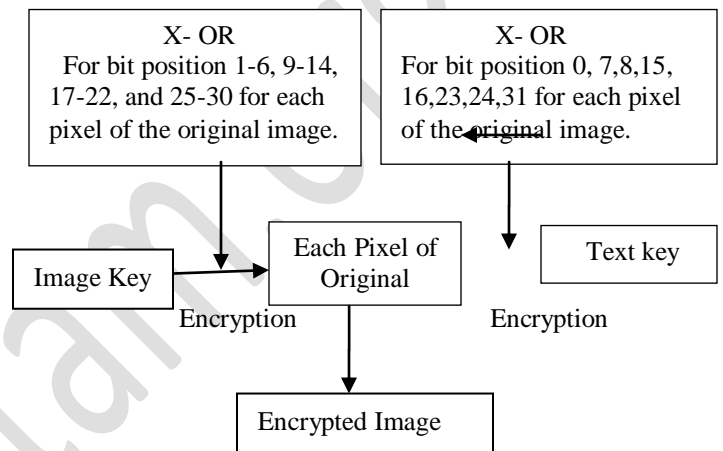 X- OR
For bit position 1-6, 9-14,
17-22, and 25-30 for each
pixel of the original image.
X- OR
For bit position 0, 7,8,15,
16,23,24,31 for each pixel
of the original image.
Image Key
Each Pixel of
Original
Text key
Encryption
Encryption
Encrypted Image